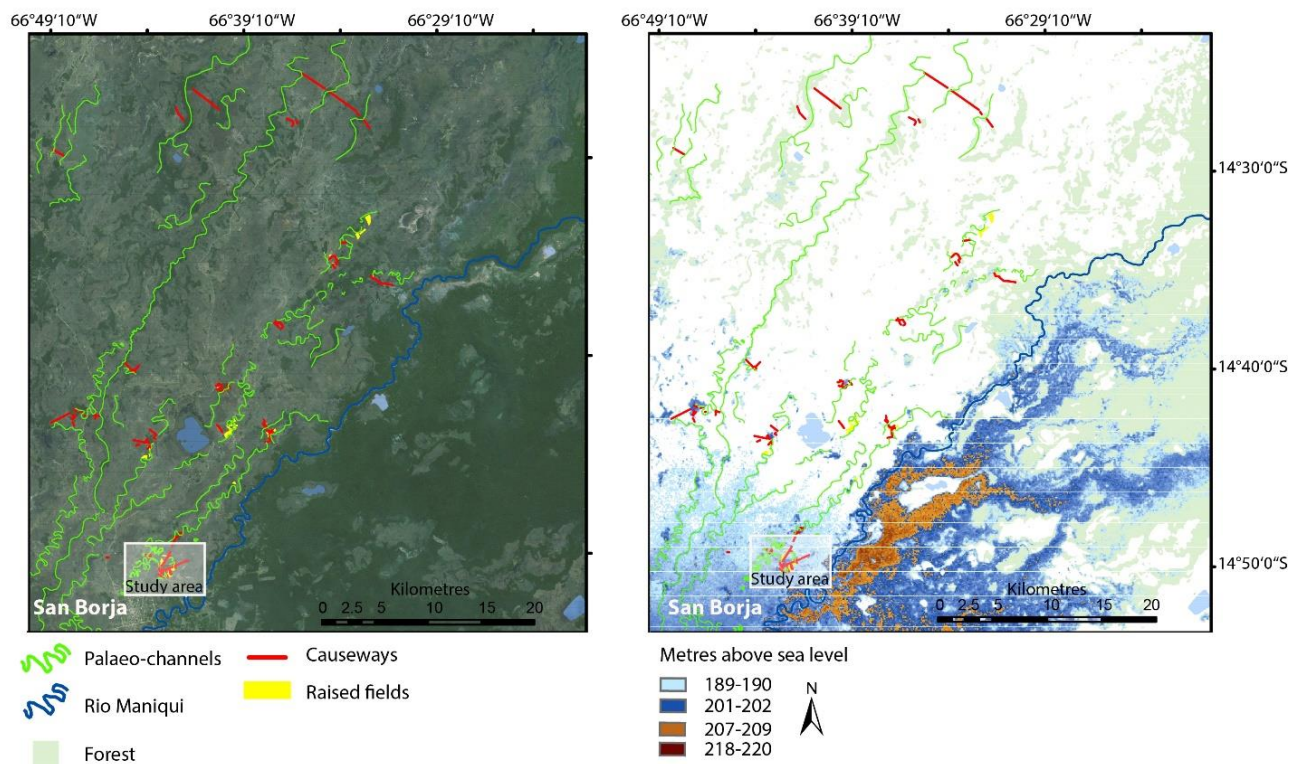 66°49'10"W 66°39'10"W 66°29'10"W
66°49'10"W 66°39'10"W 66°29'10"W
14°30'0"S
14°40'0"S
14°50'0"S
Study area
San Borja
Kilometres
0 2.5 5 10 15 20
Study area
San Borja
Kilometres
0 2.5 5 10 15 20
Palaeo-channels
Causeways
Rio Maniqui
Raised fields
Forest
Metres above sea level
189-190
201-202
207-209
218-220
N